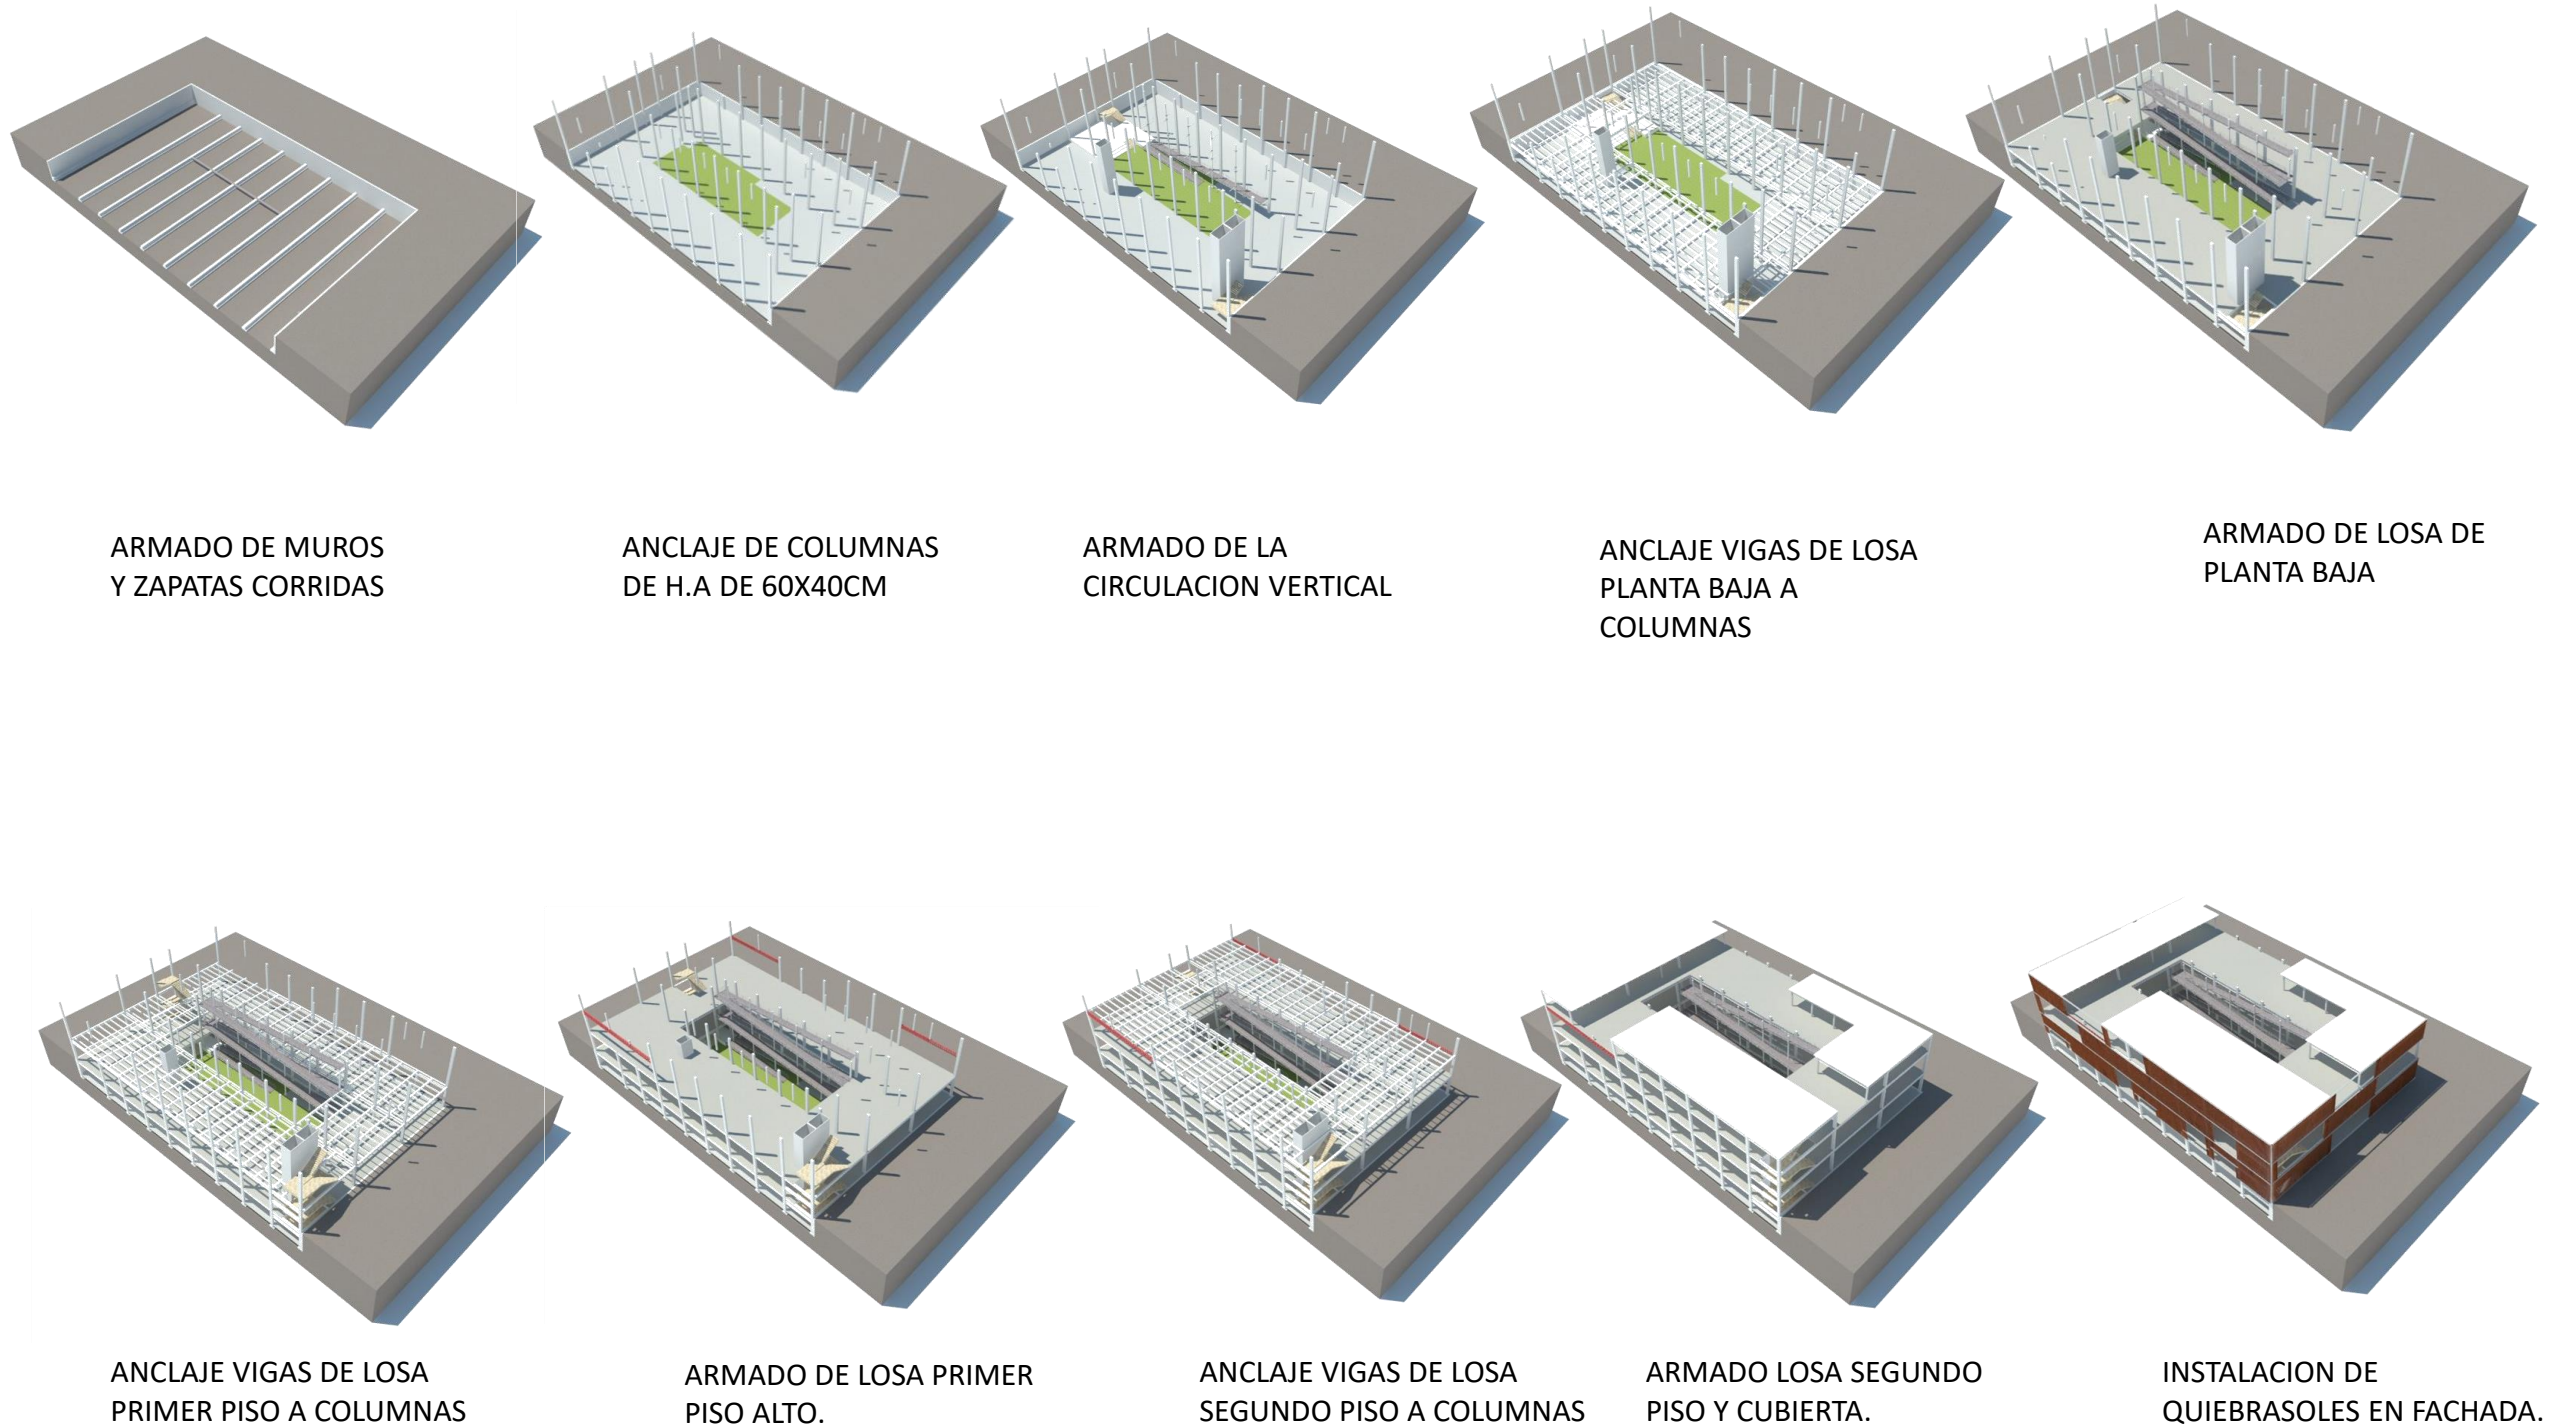 ARMADO DE MUROS
Y ZAPATAS CORRIDAS
ANCLAJE DE COLUMNAS
DE H.A DE 60X40CM
ARMADO DE LA
CIRCULACION VERTICAL
ANCLAJE VIGAS DE LOSA
PLANTA BAJA A
COLUMNAS
ARMADO DE LOSA DE
PLANTA BAJA
ANCLAJE VIGAS DE LOSA
PRIMER PISO A COLUMNAS
ARMADO DE LOSA PRIMER
PISO ALTO.
ANCLAJE VIGAS DE LOSA
SEGUNDO PISO A COLUMNAS
ARMADO LOSA SEGUNDO
PISO Y CUBIERTA.
INSTALACION DE
QUIEBRASOLES EN FACHADA.